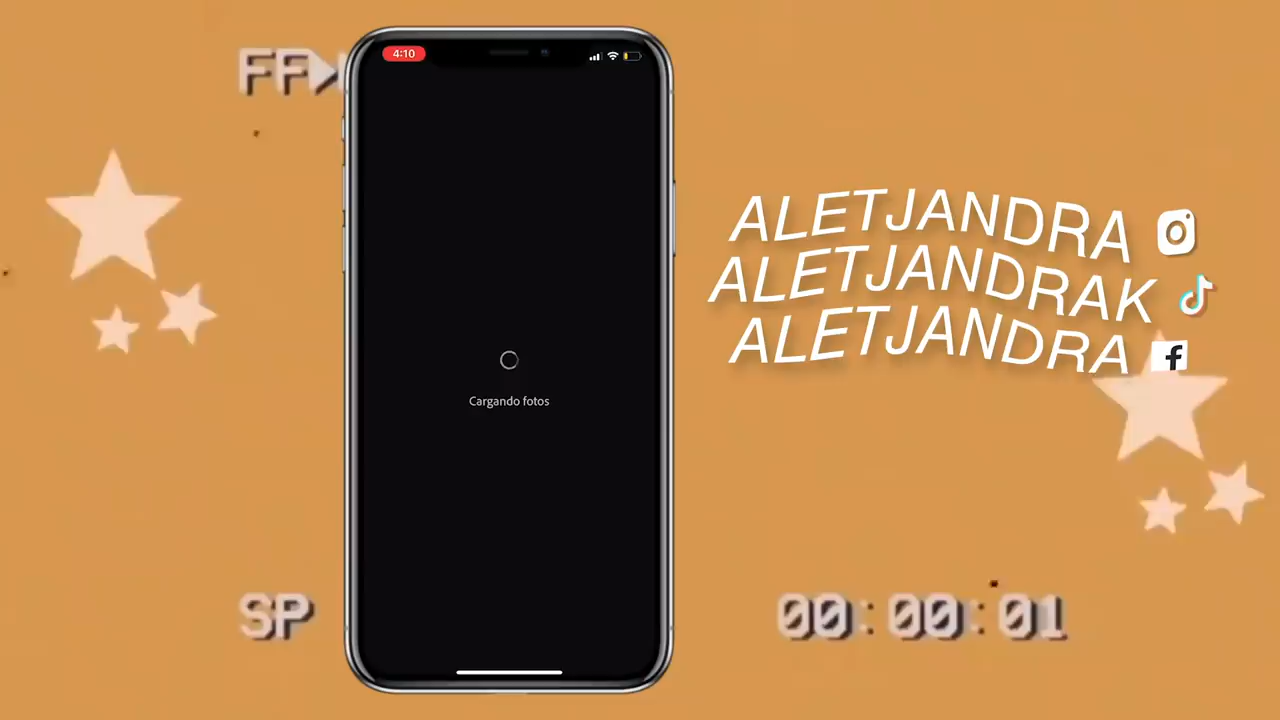 FF
4:10
ALETJANDRA
ALETJANDRAK
ALETJANDRA
Cargando fotos
SP
00:00:01